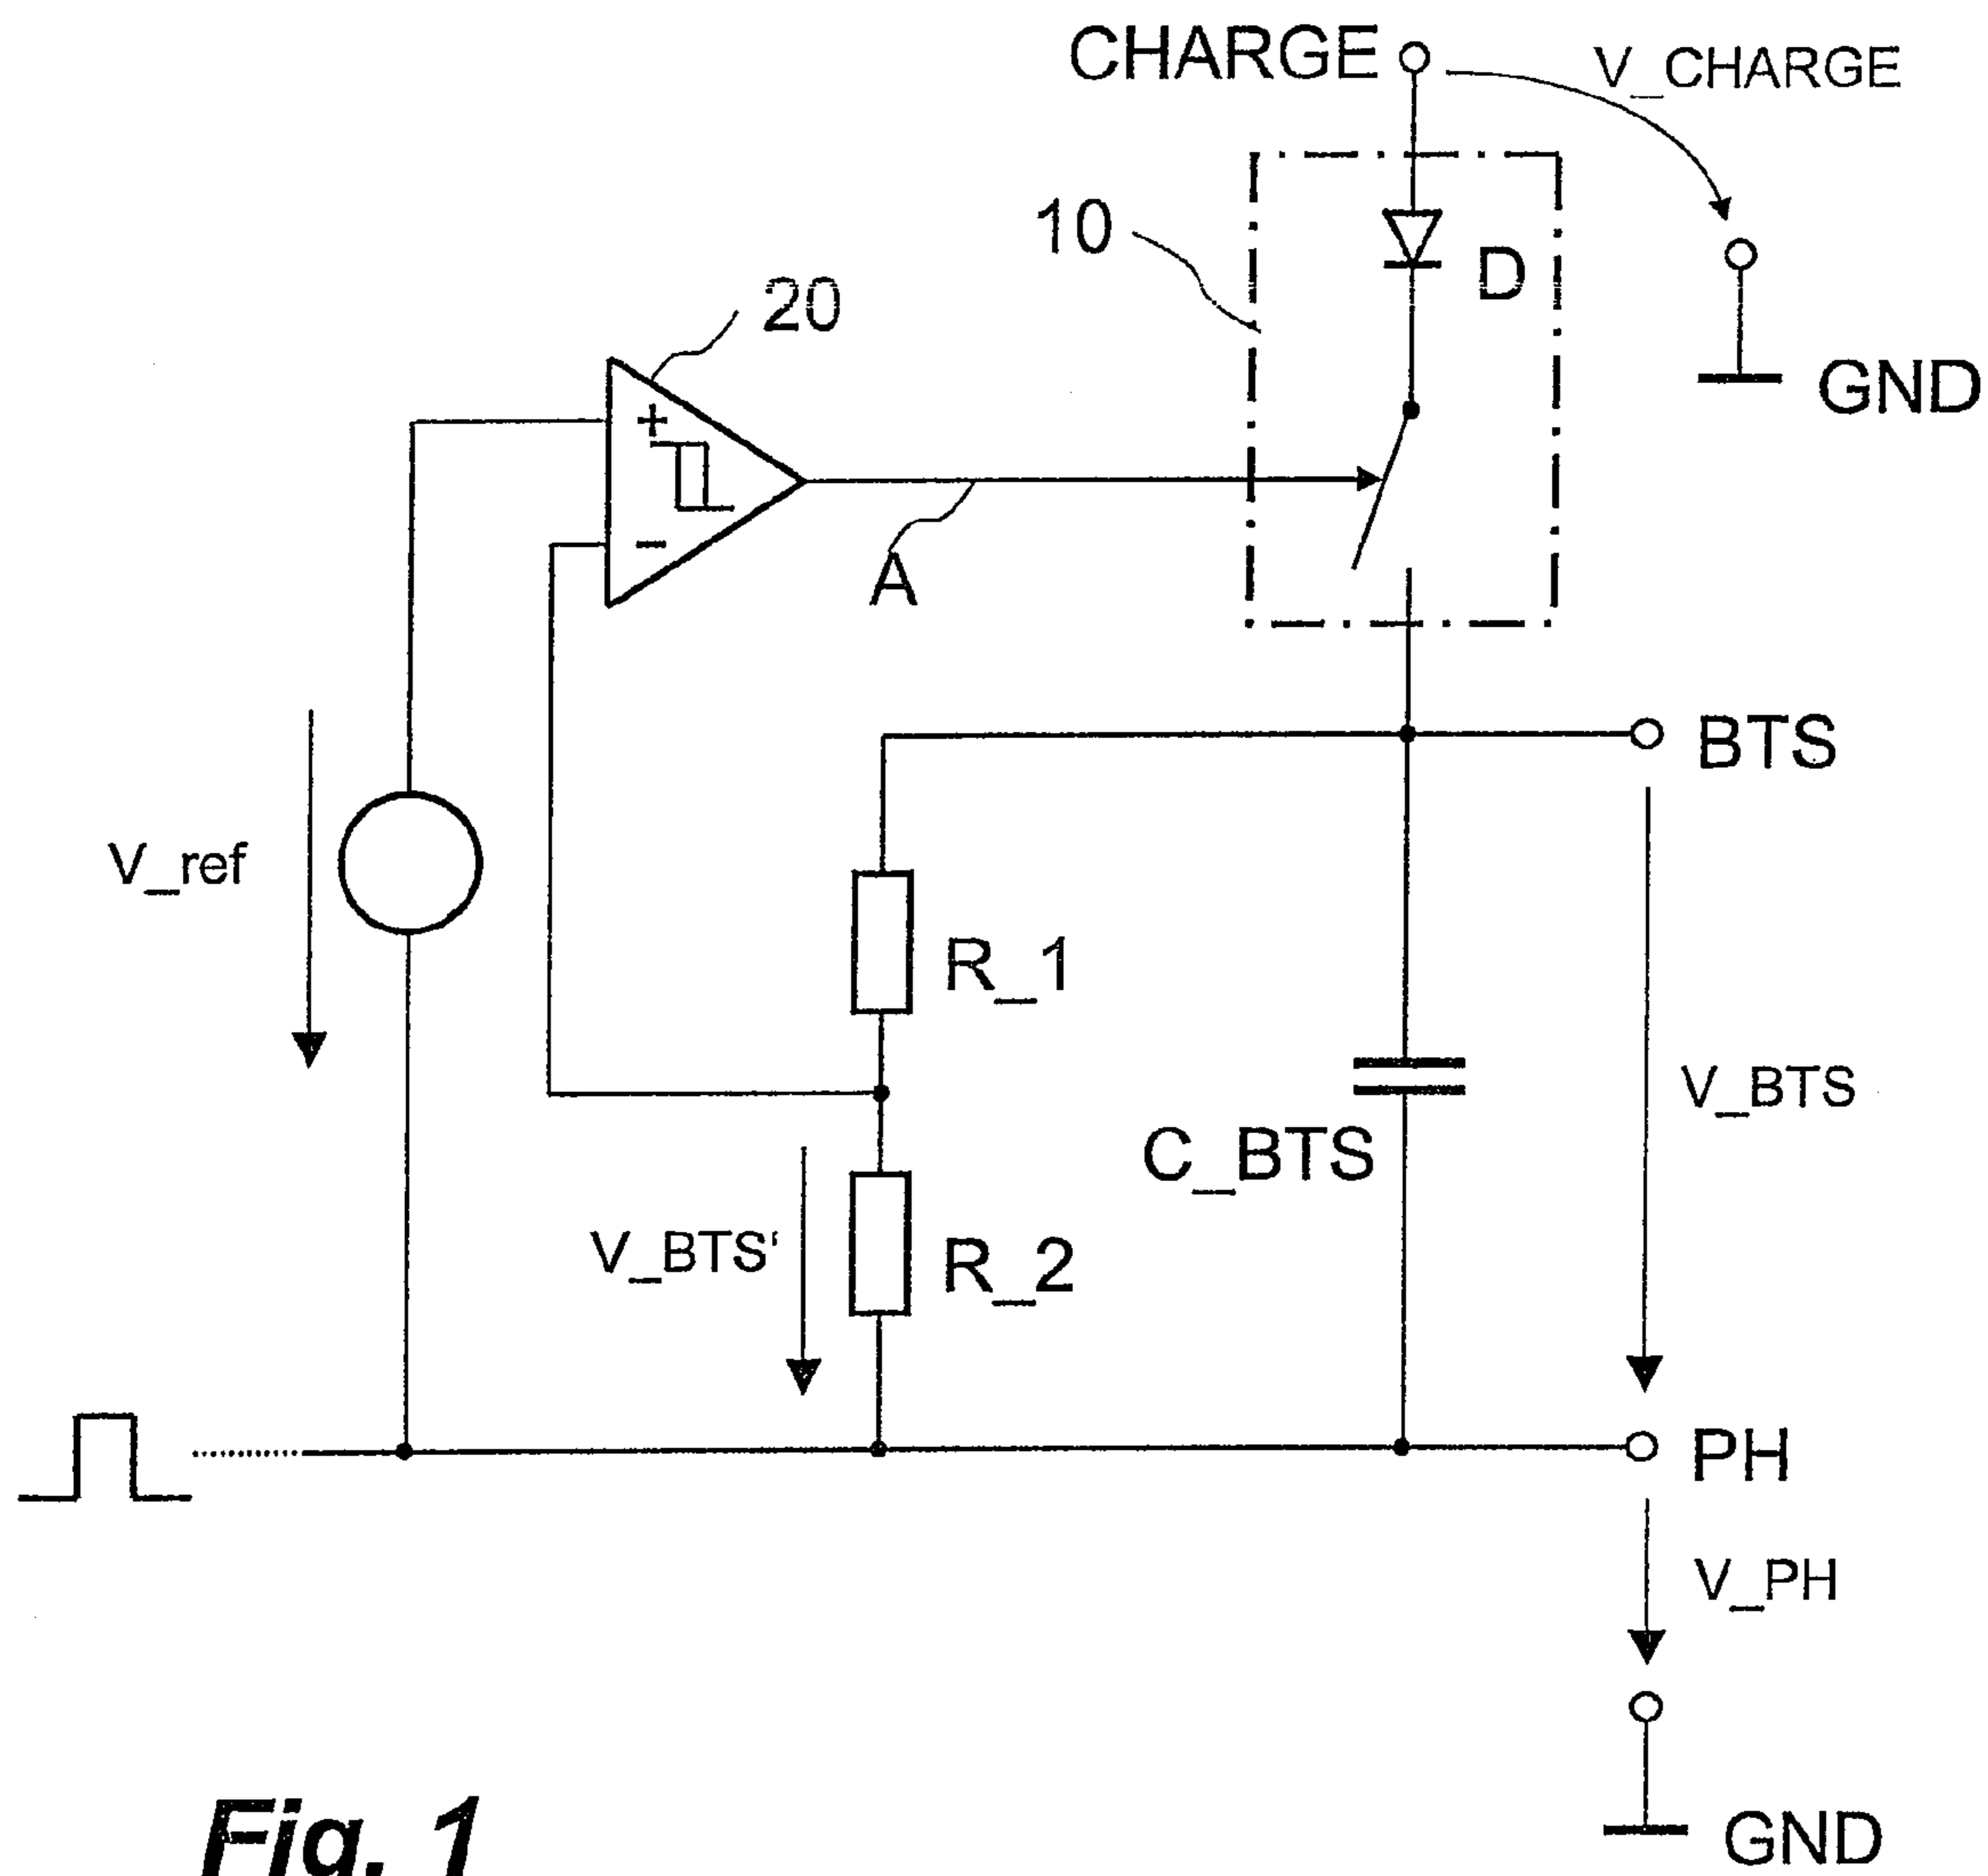 CHARGE
V_CHARGE
10
D
20
GND
+
-
A
BTS
V_ref
R_1
V_BTS
C_BTS
V_BTS'
R_2
PH
V_PH
GND
Fig. 1